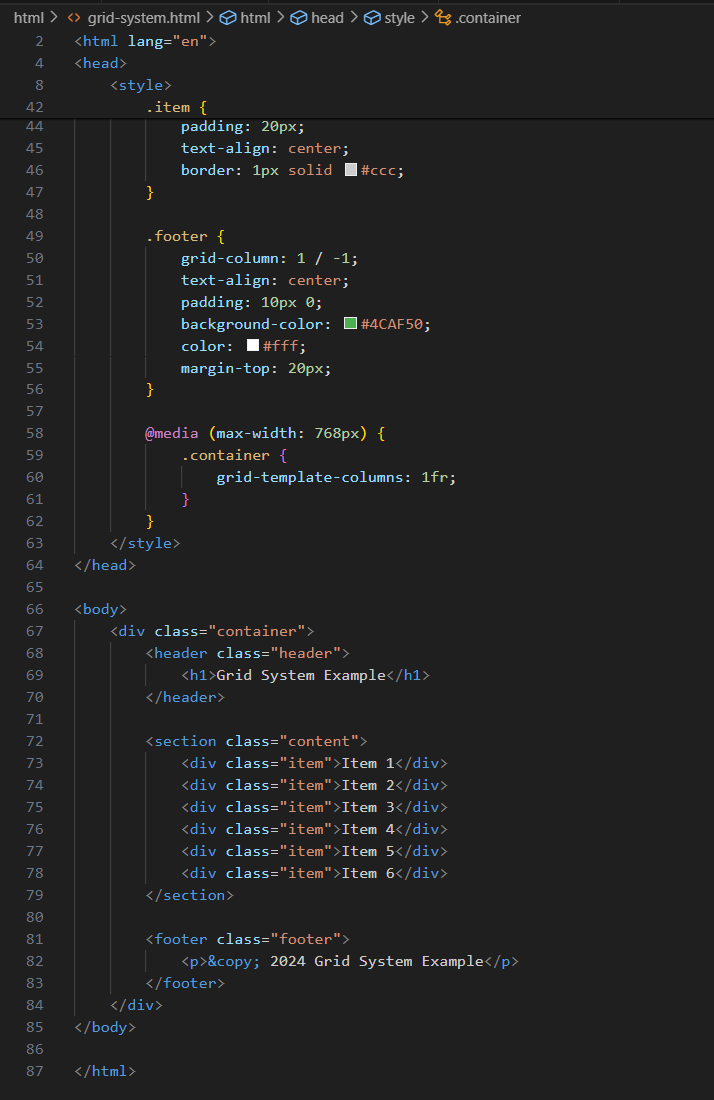 html > grid-system.html > html > head > style > .container
2 <html lang="en">
4 <head>
8 <style>
42 .item {
44 padding: 20px;
45 text-align: center;
46 border: 1px solid #ccc;
47 }
48
49 .footer {
50 grid-column: 1 / -1;
51 text-align: center;
52 padding: 10px 0;
53 background-color: #4CAF50;
54 color: #fff;
55 margin-top: 20px;
56 }
57
58 @media (max-width: 768px) {
59 .container {
60 grid-template-columns: 1fr;
61 }
62 }
63 </style>
64 </head>
65
66 <body>
67 <div class="container">
68 <header class="header">
69 <h1>Grid System Example</h1>
70 </header>
71
72 <section class="content">
73 <div class="item">Item 1</div>
74 <div class="item">Item 2</div>
75 <div class="item">Item 3</div>
76 <div class="item">Item 4</div>
77 <div class="item">Item 5</div>
78 <div class="item">Item 6</div>
79 </section>
80
81 <footer class="footer">
82 <p>&copy; 2024 Grid System Example</p>
83 </footer>
84 </div>
85 </body>
86
87 </html>